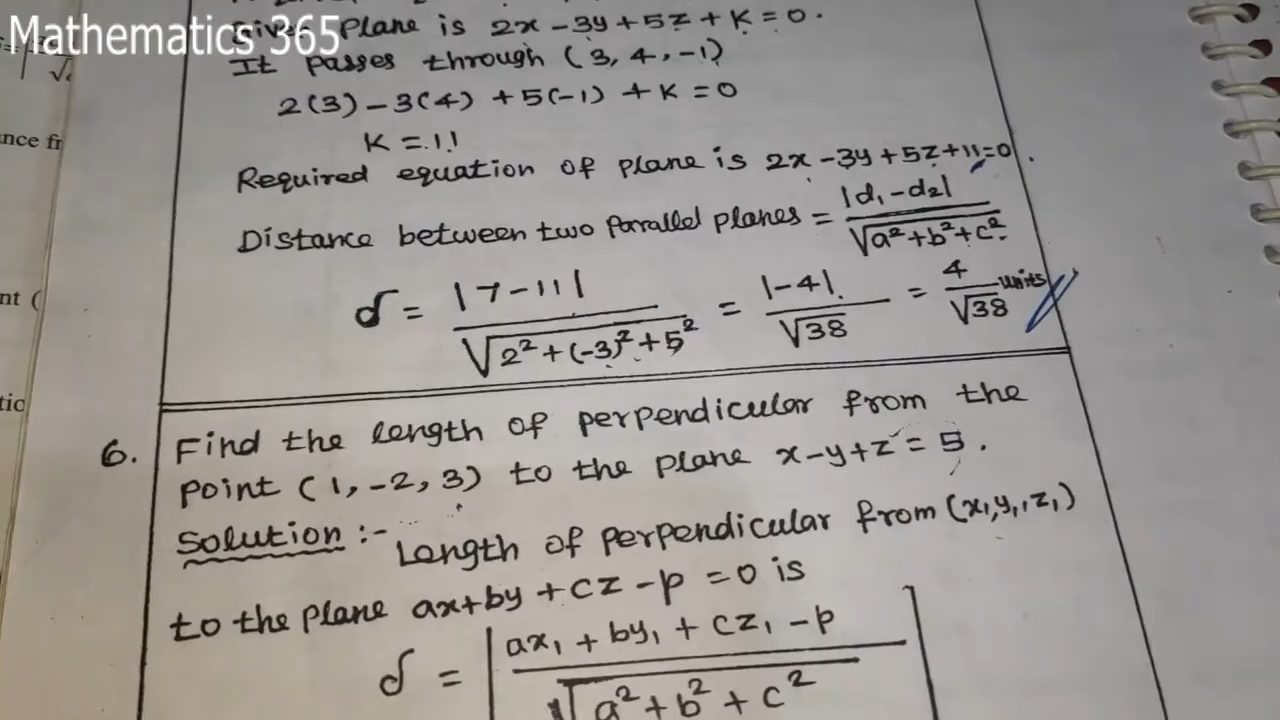 Mathematics 365
Given Plane is 2x - 3y + 5z + K = 0.
It passes through (3, 4, -1)
2(3) - 3(4) + 5(-1) + K = 0
K = 11
Required equation of plane is 2x - 3y + 5z + 11 = 0.
Distance between two Parallel planes = |d₁ - d₂| / √a² + b² + c²
d = |7 - 11| / √2² + (-3)² + 5² = |-4| / √38 = 4 / √38 units
6. Find the length of perpendicular from the
point (1, -2, 3) to the plane x - y + z = 5.
Solution :- Length of perpendicular from (x₁, y₁, z₁)
to the plane ax + by + cz - p = 0 is
d = | ax₁ + by₁ + cz₁ - p / √a² + b² + c² |
nce fr
nt (